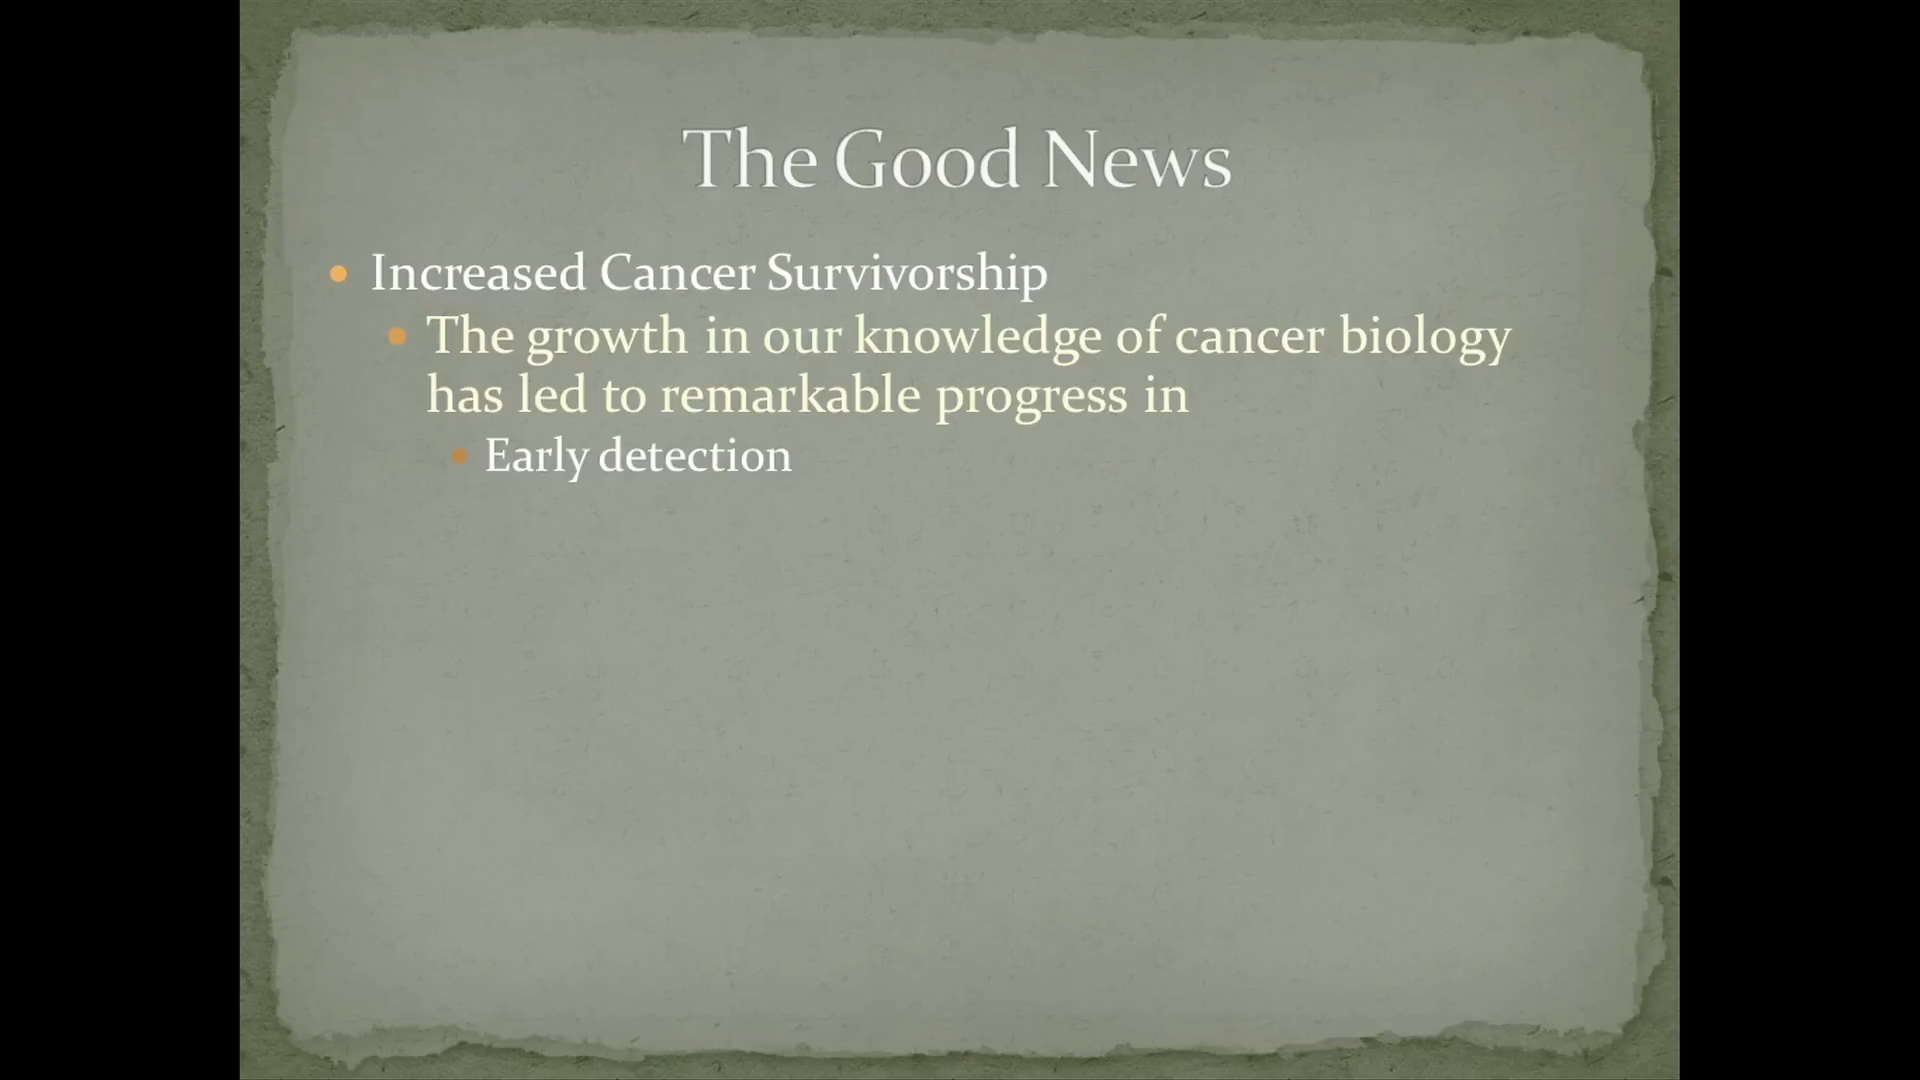 The Good News
Increased Cancer Survivorship
The growth in our knowledge of cancer biology
has led to remarkable progress in
Early detection